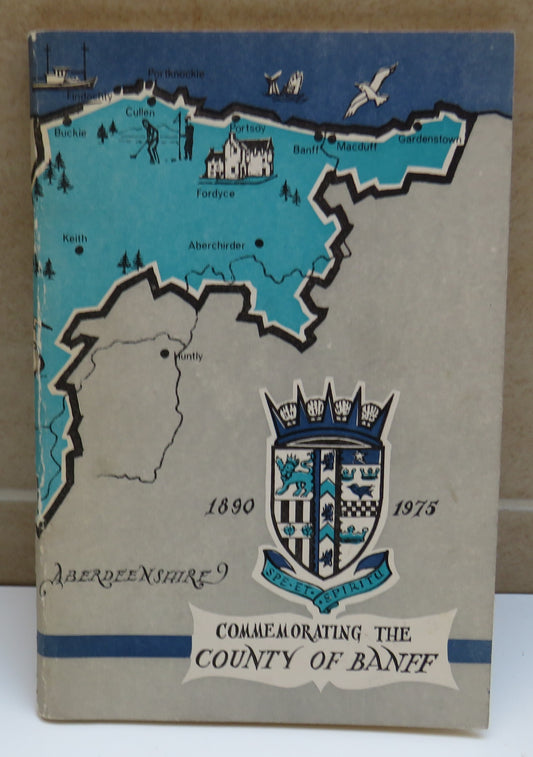 Portknockie
Findochty
Cullen
Buckie
Portsoy
Banff
Macduff
Gardenstown
Fordyce
Keith
Aberchirder
Huntly
1890
1975
ABERDEENSHIRE
SPE·ET·SPIRITU
COMMEMORATING THE
COUNTY OF BANFF